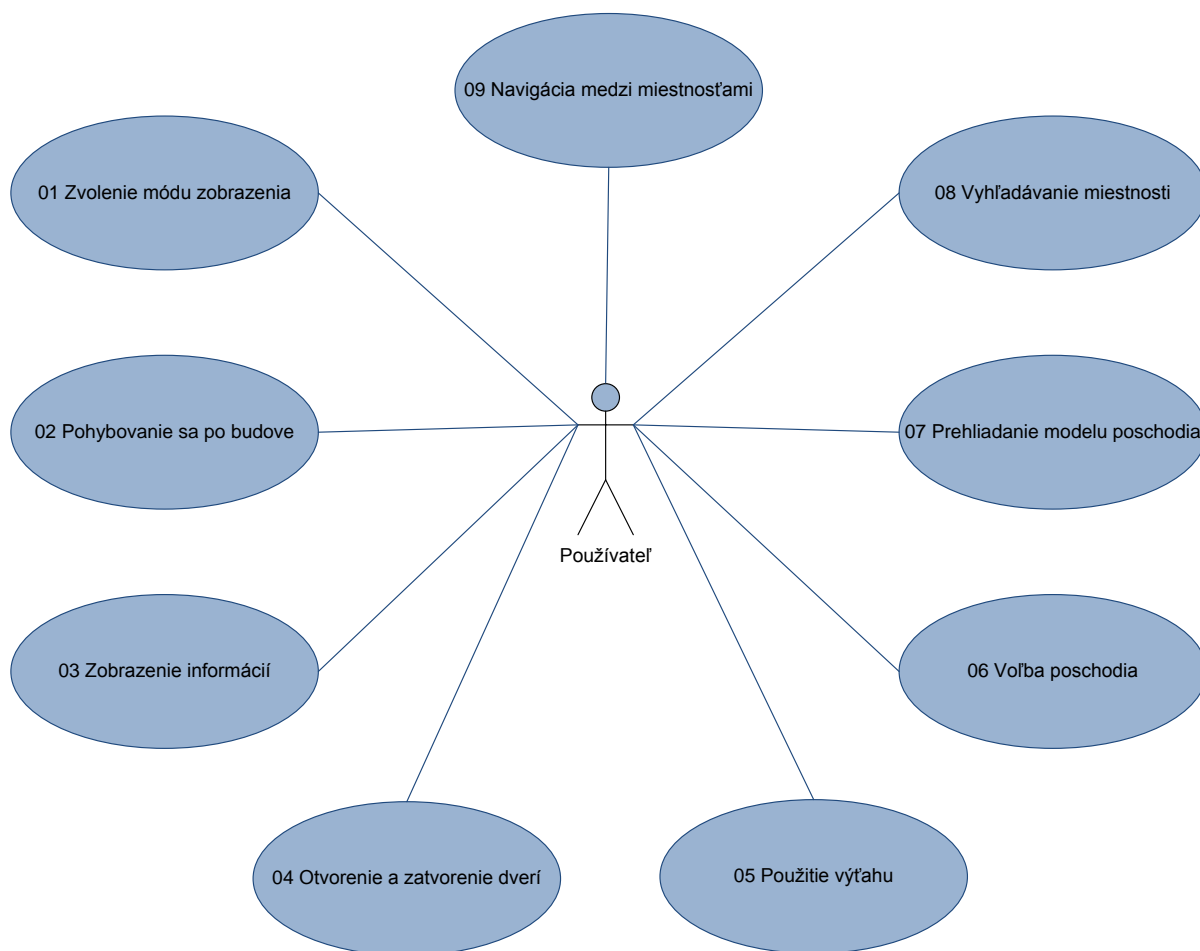 09 Navigácia medzi miestnosťami
01 Zvolenie módu zobrazenia
08 Vyhľadávanie miestnosti
02 Pohybovanie sa po budove
07 Prehliadanie modelu poschodia
Používateľ
03 Zobrazenie informácií
06 Voľba poschodia
04 Otvorenie a zatvorenie dverí
05 Použitie výťahu